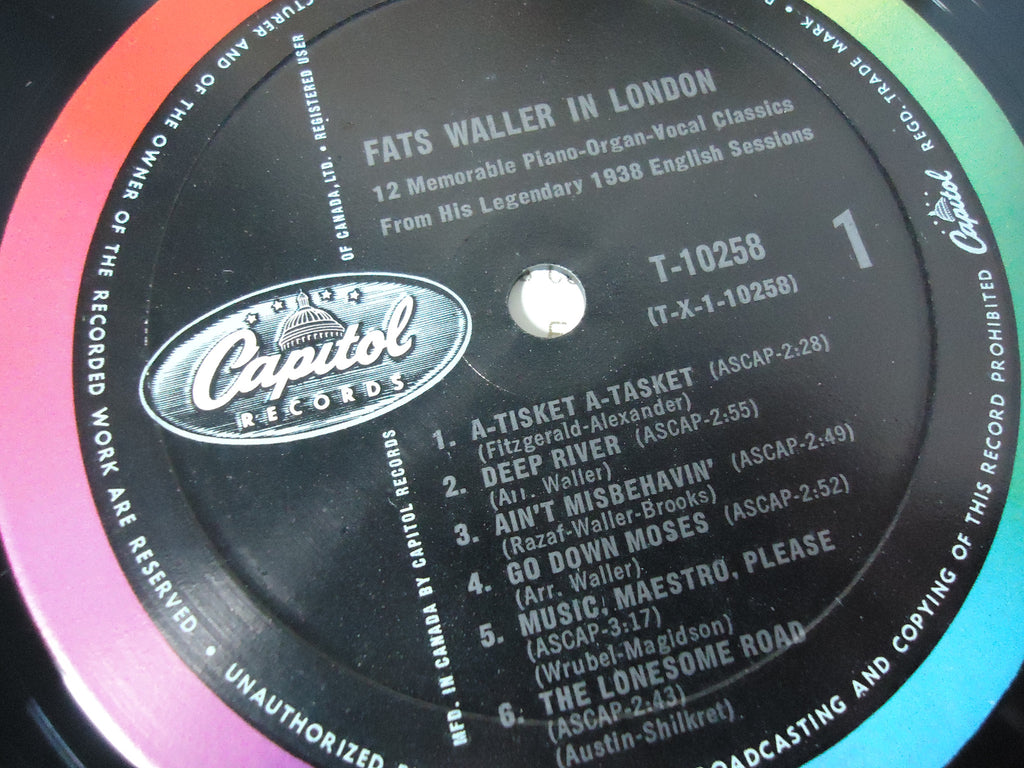 FATS WALLER IN LONDON
12 Memorable Piano-Organ-Vocal Classics
From His Legendary 1938 English Sessions
T-10258
1
(T-X-1-10258)
Capitol
RECORDS
1. A-TISKET A-TASKET (ASCAP-2:28)
(Fitzgerald-Alexander)
2. DEEP RIVER (ASCAP-2:55)
(Arr. Waller)
3. AIN'T MISBEHAVIN' (ASCAP-2:49)
(Razaf-Waller-Brooks)
4. GO DOWN MOSES (ASCAP-2:52)
(Arr. Waller)
5. MUSIC, MAESTRO, PLEASE
(ASCAP-3:17)
(Wrubel-Magidson)
6. THE LONESOME ROAD
(ASCAP-2:43)
(Austin-Shilkret)
MFD. IN CANADA BY CAPITOL RECORDS
OF CANADA, LTD. • REGISTERED USER
AND OF THE OWNER OF THE RECORDED WORK ARE RESERVED • UNAUTHORIZED
AND COPYING OF THIS RECORD PROHIBITED
Capitol
REGD. TRADE MARK •